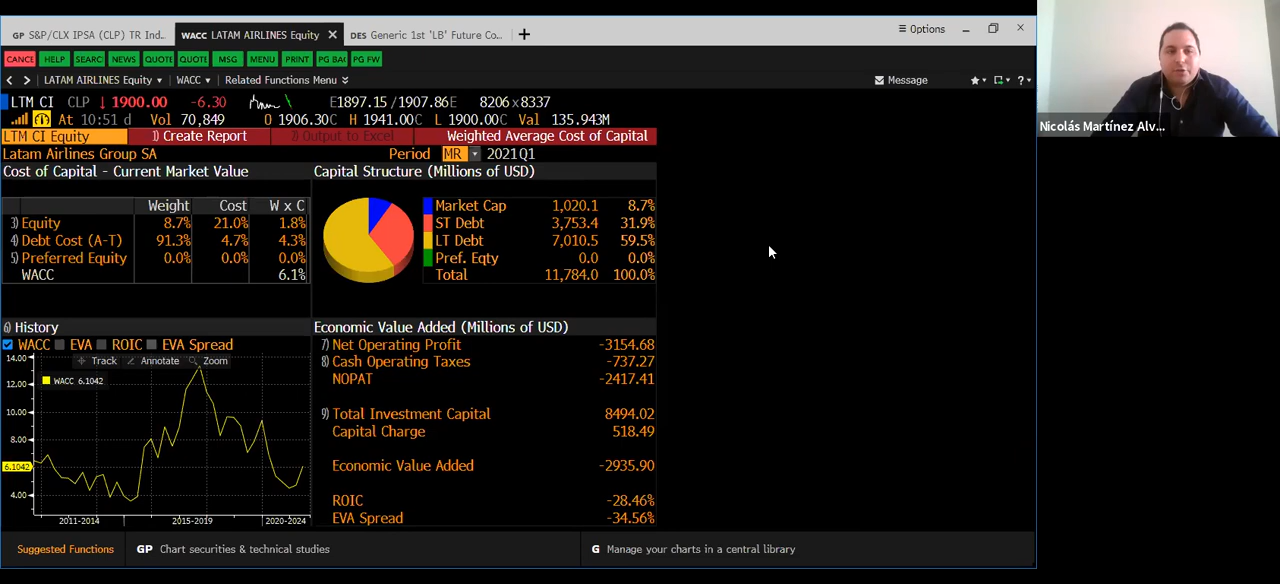 GP S&P/CLX IPSA (CLP) TR Ind... WACC LATAM AIRLINES Equity DES Generic 1st 'LB' Future Co... Options
CANCE HELP SEARC NEWS QUOTE QUOTE MSG MENU PRINT PG BAC PG FW
LATAM AIRLINES Equity WACC Related Functions Menu Message
LTM CI CLP ↓ 1900.00 -6.30 E1897.15 / 1907.86E 8206 x 8337
At 10:51 d Vol 70,849 O 1906.30C H 1941.00C L 1900.00C Val 135.943M
LTM CI Equity 1) Create Report 2) Output to Excel Weighted Average Cost of Capital
Latam Airlines Group SA Period MR 2021Q1
Cost of Capital - Current Market Value Capital Structure (Millions of USD)
Weight Cost W x C Market Cap 1,020.1 8.7%
3) Equity 8.7% 21.0% 1.8% ST Debt 3,753.4 31.9%
4) Debt Cost (A-T) 91.3% 4.7% 4.3% LT Debt 7,010.5 59.5%
5) Preferred Equity 0.0% 0.0% 0.0% Pref. Eqty 0.0 0.0%
WACC 6.1% Total 11,784.0 100.0%
6) History Economic Value Added (Millions of USD)
WACC EVA ROIC EVA Spread
Track Annotate Zoom
WACC 6.1042
14.00
12.00
10.00
8.00
6.1042
4.00
2011-2014 2015-2019 2020-2024
7) Net Operating Profit -3154.68
8) Cash Operating Taxes -737.27
NOPAT -2417.41
9) Total Investment Capital 8494.02
Capital Charge 518.49
Economic Value Added -2935.90
ROIC -28.46%
EVA Spread -34.56%
Suggested Functions GP Chart securities & technical studies G Manage your charts in a central library
Nicolás Martínez Alv...